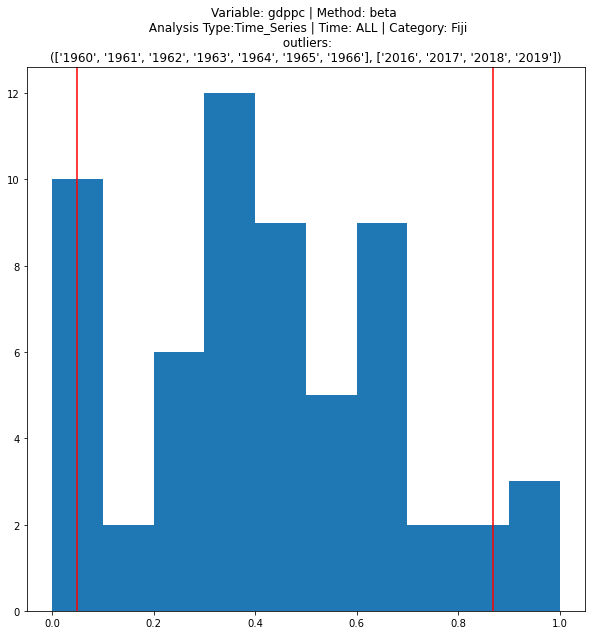 Variable: gdppc | Method: beta
Analysis Type:Time_Series | Time: ALL | Category: Fiji
outliers:
(['1960', '1961', '1962', '1963', '1964', '1965', '1966'], ['2016', '2017', '2018', '2019'])
12
10
8
6
4
2
0
0.0 0.2 0.4 0.6 0.8 1.0